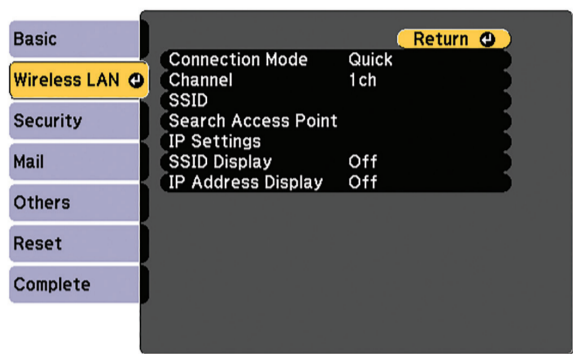 Basic
Wireless LAN
Security
Mail
Others
Reset
Complete
Return
Connection Mode Quick
Channel 1ch
SSID
Search Access Point
IP Settings
SSID Display Off
IP Address Display Off